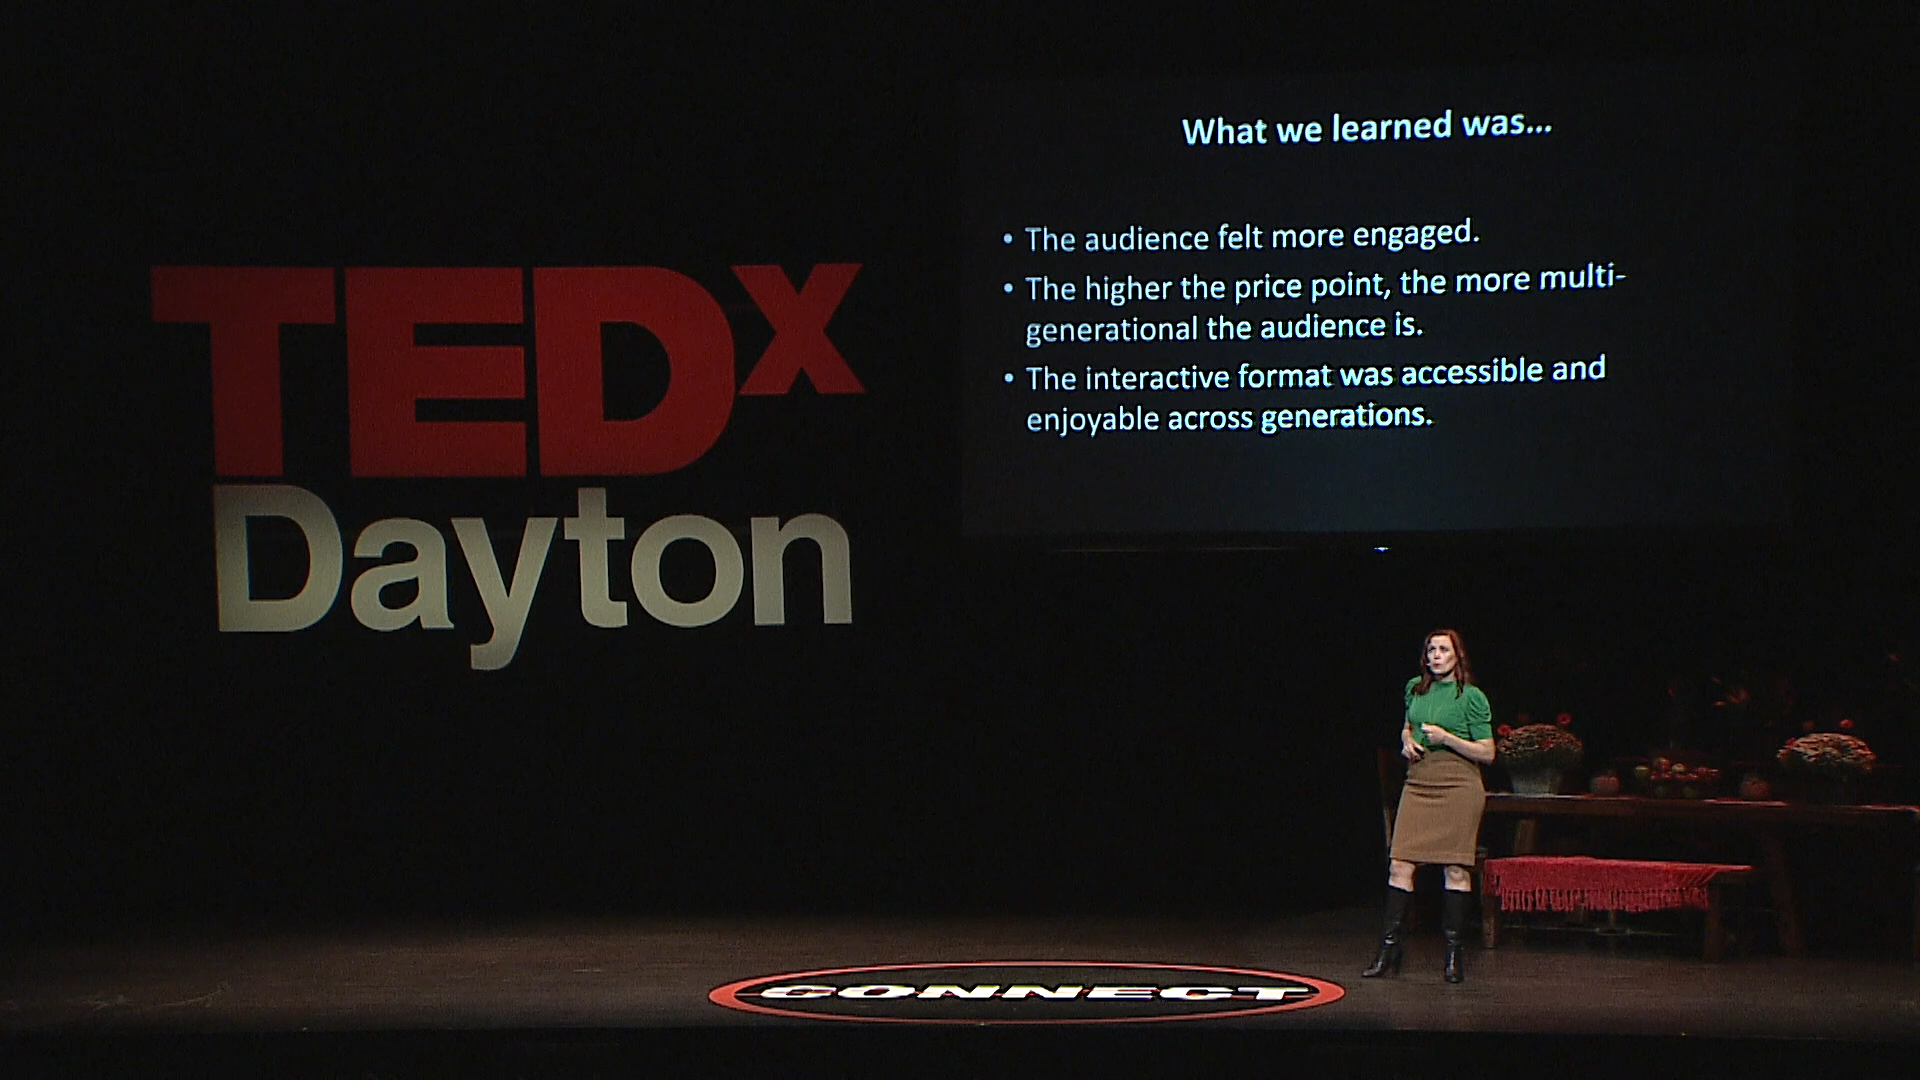 TEDx
Dayton
What we learned was...
• The audience felt more engaged.
• The higher the price point, the more multi-
generational the audience is.
• The interactive format was accessible and
enjoyable across generations.
CONNECT